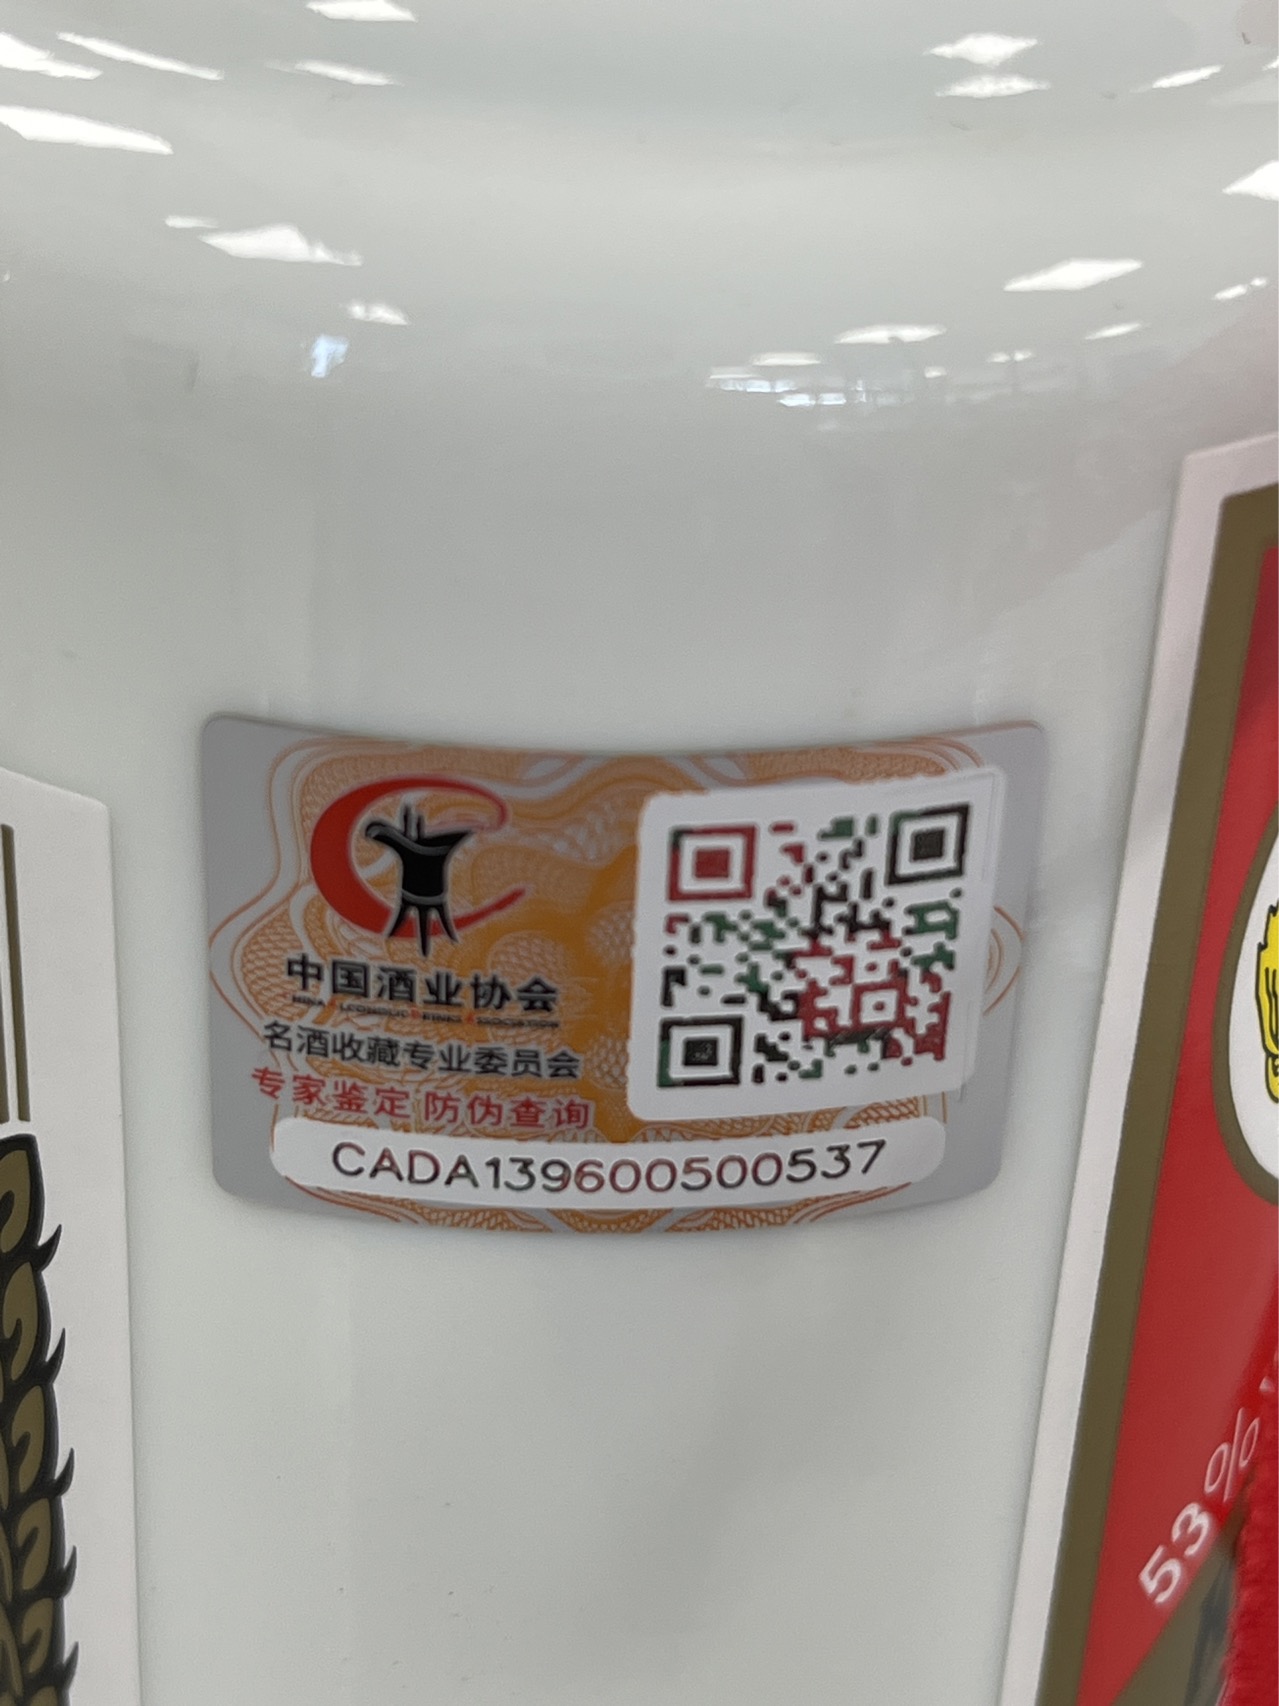 中国酒业协会
名酒收藏专业委员会
专家鉴定 防伪查询
CADA139600500537
53%